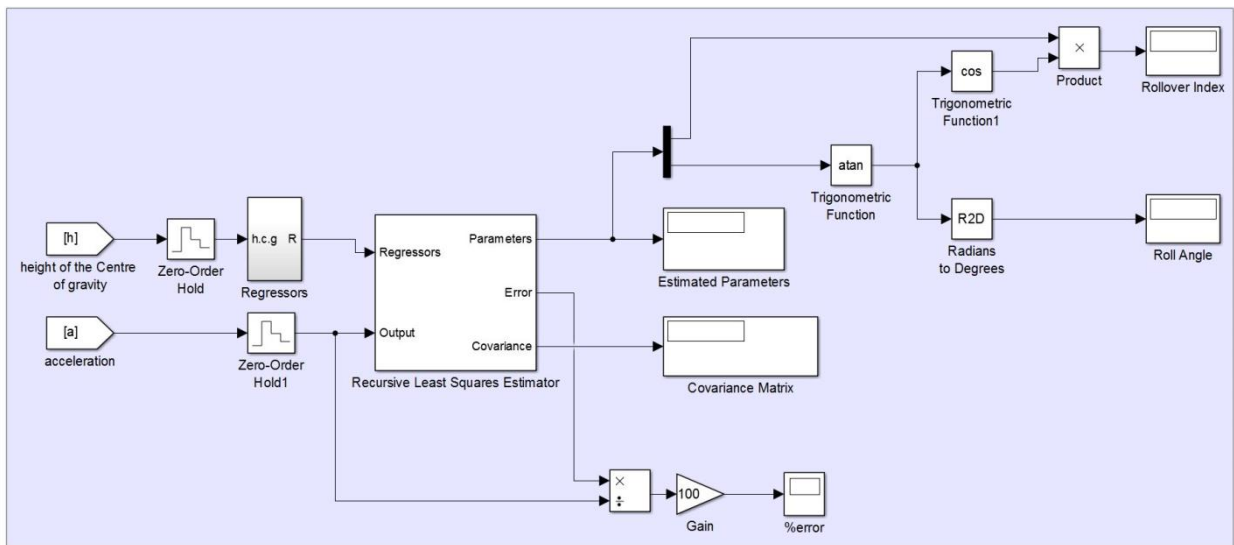 ×
Product
Rollover Index
cos
Trigonometric
Function1
atan
Trigonometric
Function
R2D
Radians
to Degrees
Roll Angle
[h]
height of the Centre
of gravity
Zero-Order
Hold
h.c.g R
Regressors
[a]
acceleration
Zero-Order
Hold1
Regressors
Output
Parameters
Error
Covariance
Recursive Least Squares Estimator
Estimated Parameters
Covariance Matrix
×
÷
100
Gain
%error